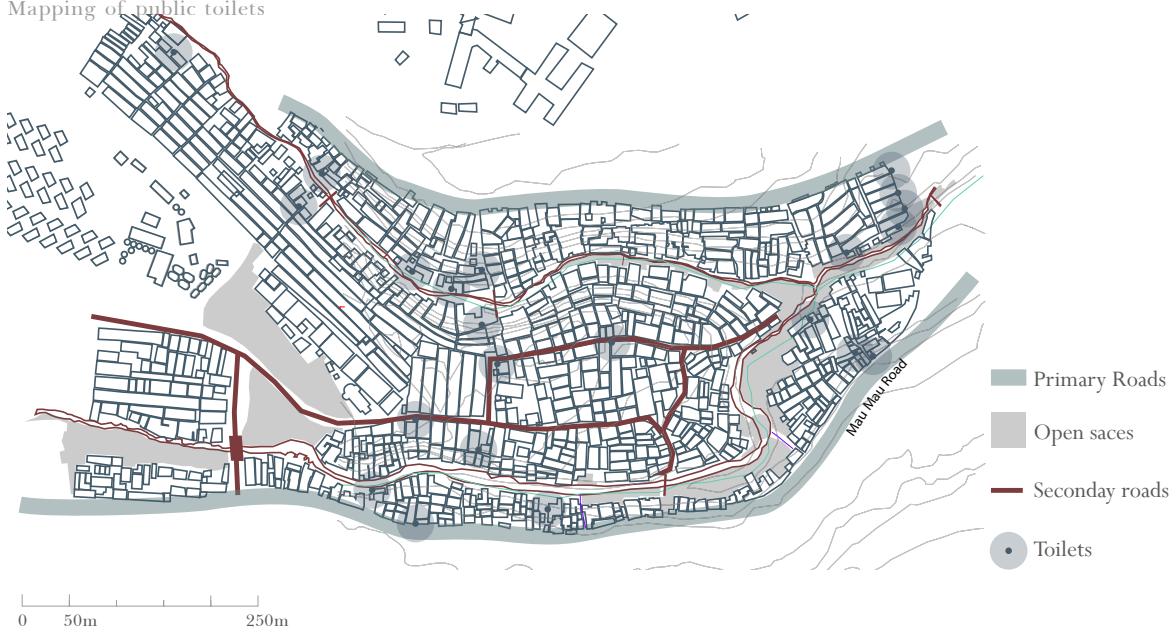 Mapping of public toilets
Mau Mau Road
Primary Roads
Open saces
Seconday roads
Toilets
0 50m 250m